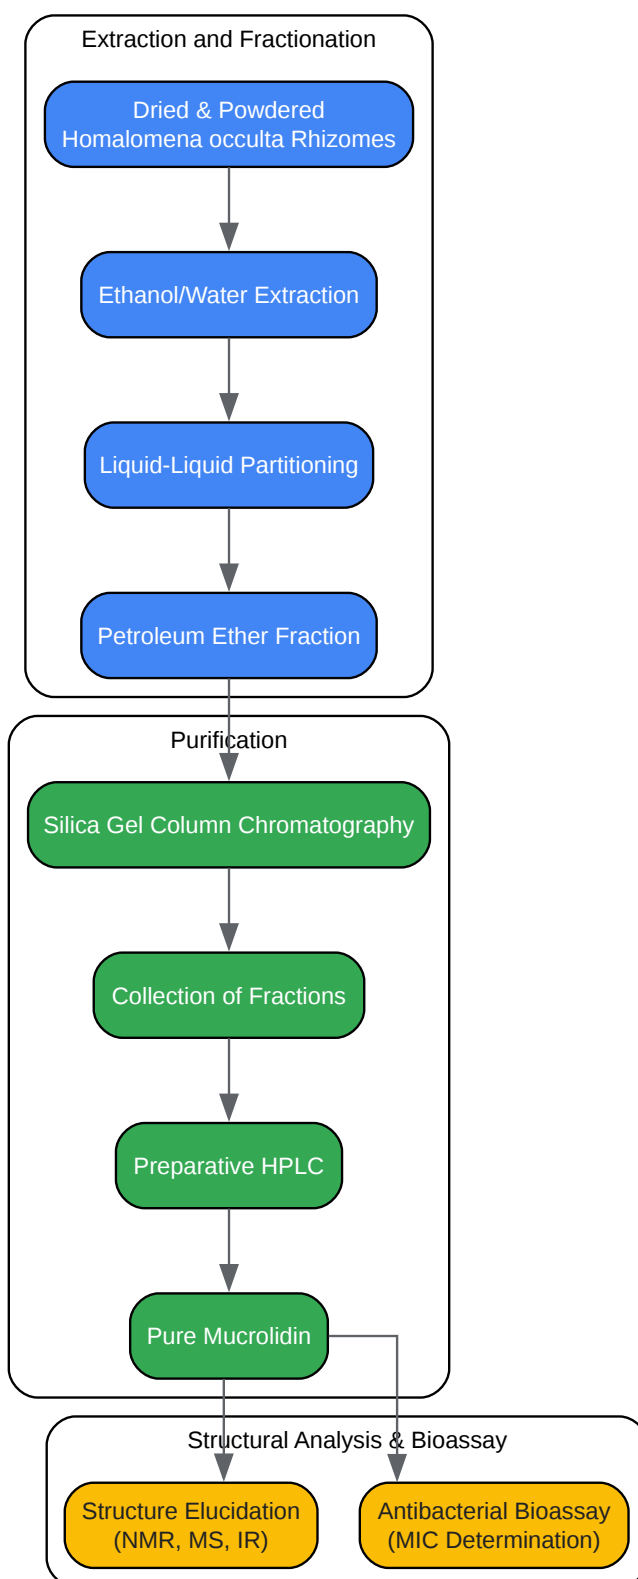 Extraction and Fractionation
Dried & Powdered
Homalomena occulta Rhizomes
Ethanol/Water Extraction
Liquid-Liquid Partitioning
Petroleum Ether Fraction
Purification
Silica Gel Column Chromatography
Collection of Fractions
Preparative HPLC
Pure Mucrolidin
Structural Analysis & Bioassay
Structure Elucidation
(NMR, MS, IR)
Antibacterial Bioassay
(MIC Determination)